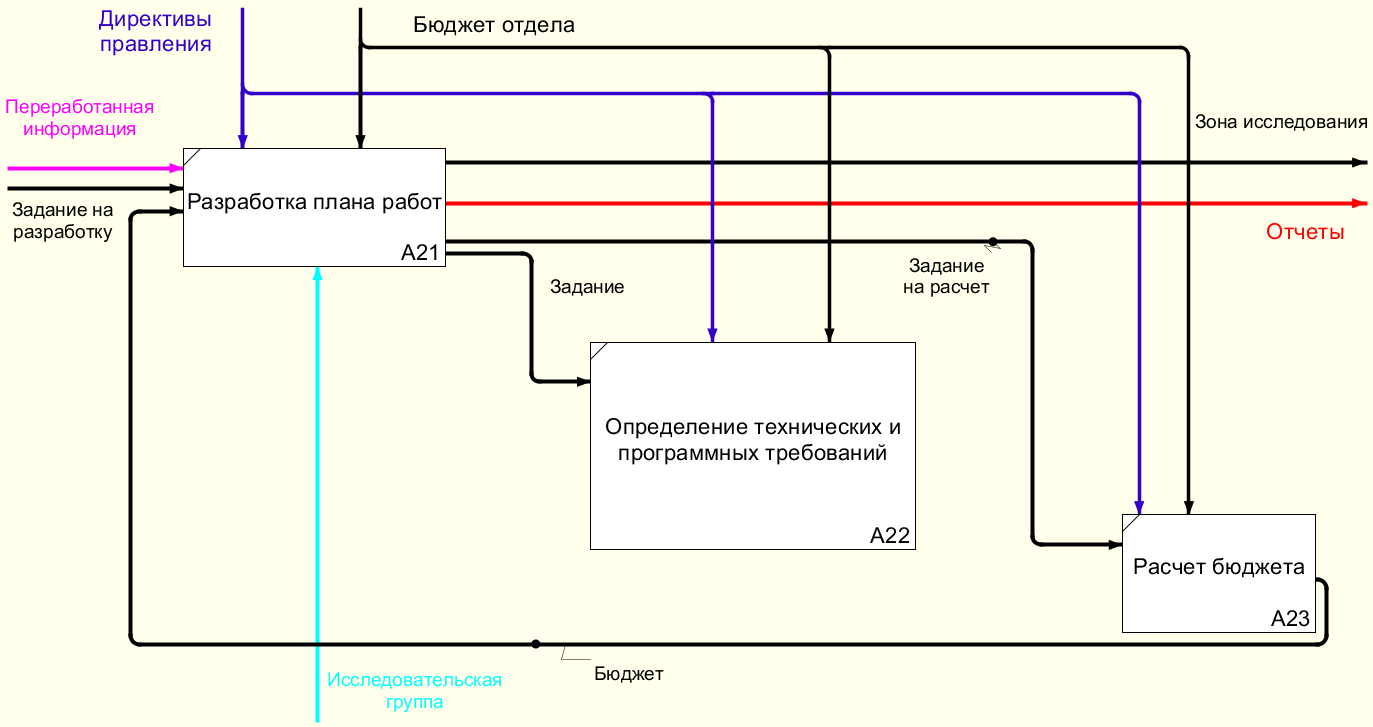 Директивы
правления
Бюджет отдела
Переработанная
информация
Зона исследования
Задание на
разработку
Разработка плана работ
A21
Отчеты
Задание
Задание
на расчет
Определение технических и
программных требований
A22
Расчет бюджета
A23
Бюджет
Исследовательская
группа